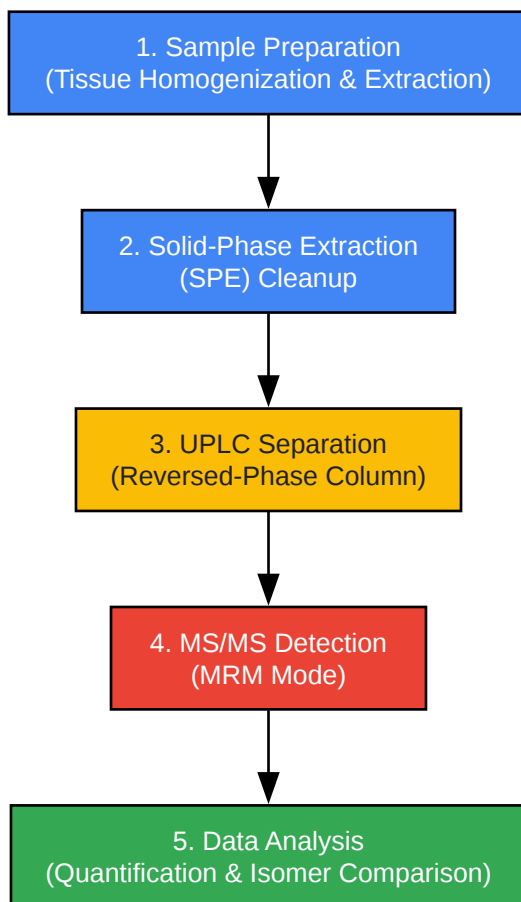 1. Sample Preparation
(Tissue Homogenization & Extraction)
2. Solid-Phase Extraction
(SPE) Cleanup
3. UPLC Separation
(Reversed-Phase Column)
4. MS/MS Detection
(MRM Mode)
5. Data Analysis
(Quantification & Isomer Comparison)